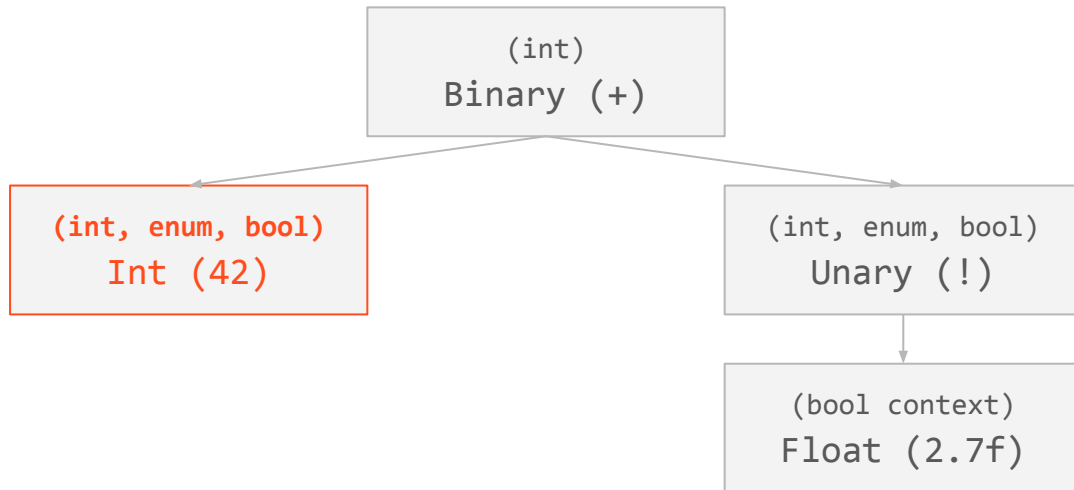 (int)
Binary (+)
(int, enum, bool)
Int (42)
(int, enum, bool)
Unary (!)
(bool context)
Float (2.7f)